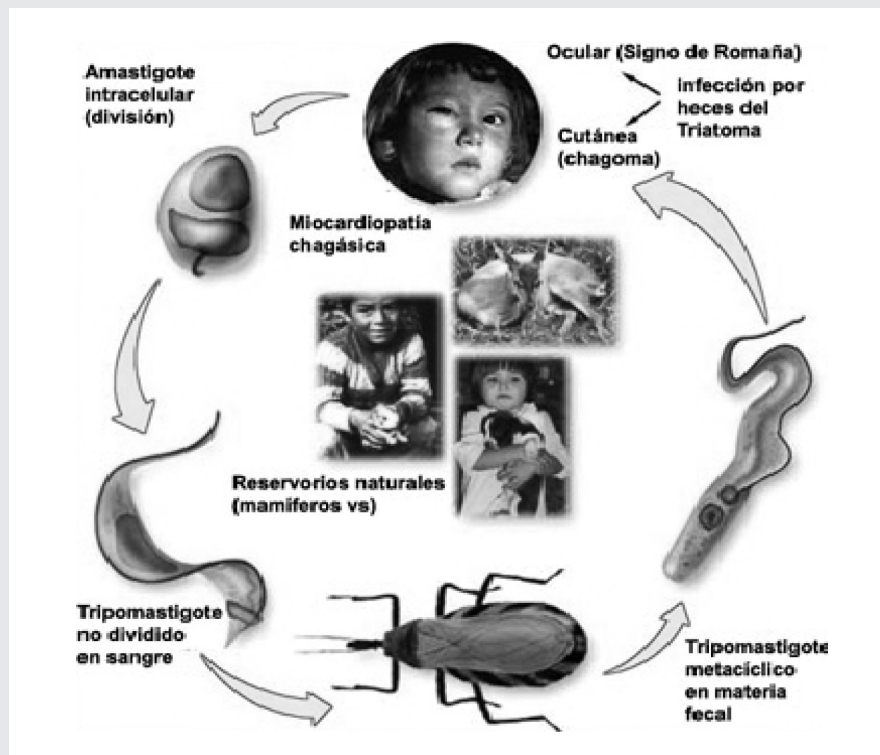 Ocular (Signo de Romaña)
infección por
heces del
Triatoma
Cutánea
(chagoma)
Amastigote
intracelular
(división)
Miocardiopatía
chagásica
Reservorios naturales
(mamiferos vs)
Tripomastigote
no dividido
en sangre
Tripomastigote
metacíclico
en materia
fecal